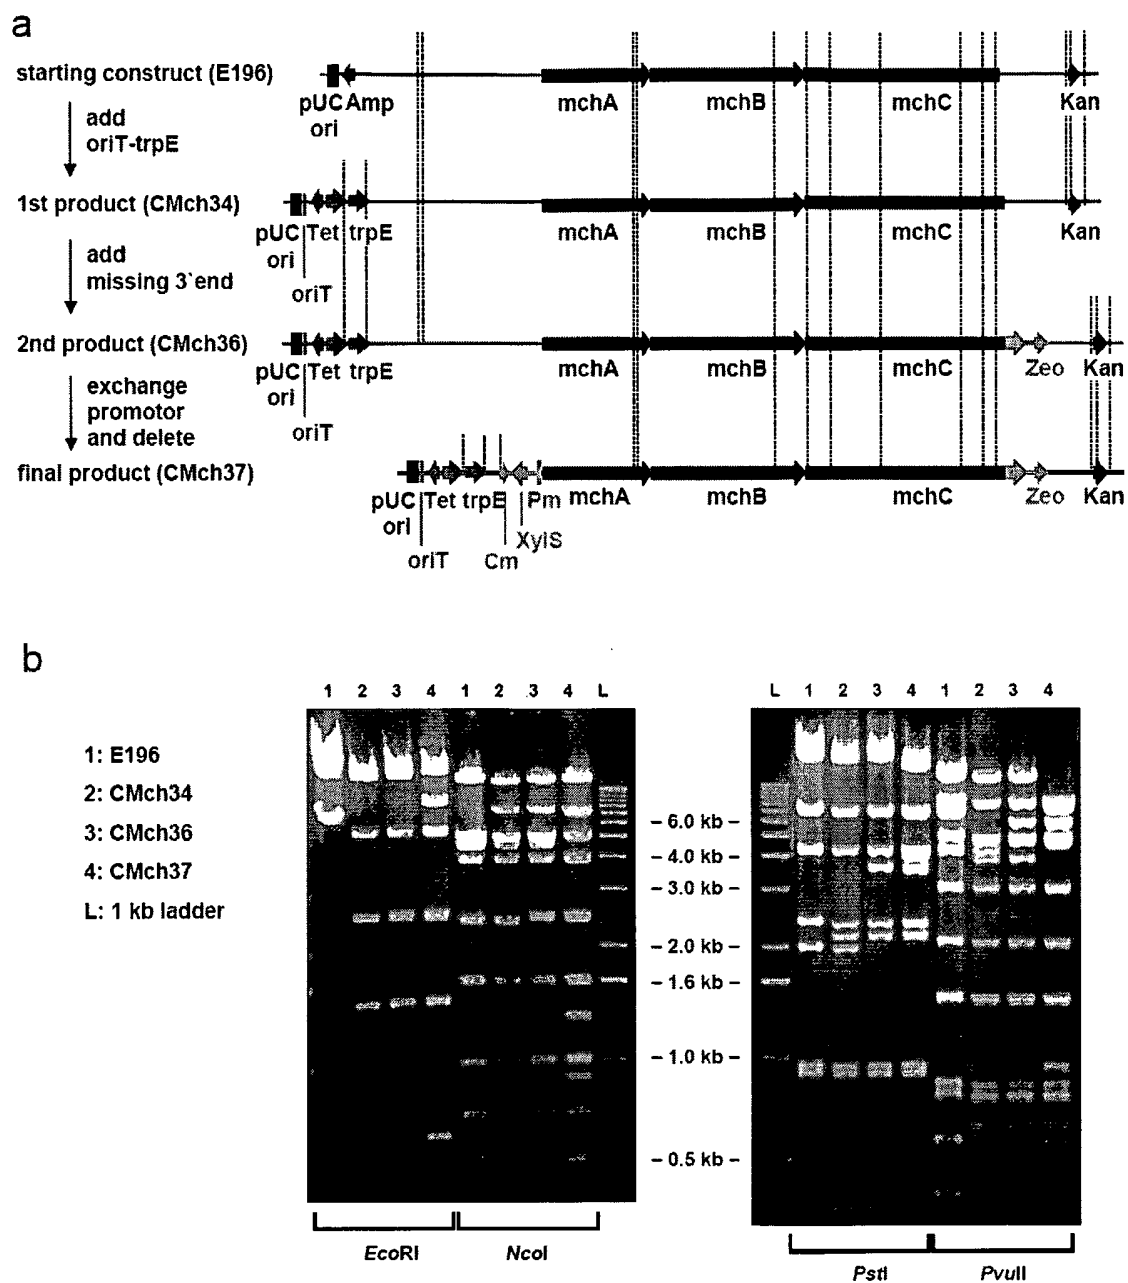 a
starting construct (E196)
pUC Amp
ori
mchA mchB mchC Kan
add
oriT-trpE
1st product (CMch34)
pUC Tet trpE
ori
oriT
mchA mchB mchC Kan
add
missing 3`end
2nd product (CMch36)
pUC Tet trpE
ori
oriT
mchA mchB mchC Zeo Kan
exchange
promotor
and delete
final product (CMch37)
pUC Tet trpE Pm mchA mchB mchC Zeo Kan
ori
XylS
oriT Cm
b
1 2 3 4 1 2 3 4 L
L 1 2 3 4 1 2 3 4
1: E196
2: CMch34
3: CMch36
4: CMch37
L: 1 kb ladder
– 6.0 kb –
– 4.0 kb –
– 3.0 kb –
– 2.0 kb –
– 1.6 kb –
– 1.0 kb –
– 0.5 kb –
EcoRI NcoI
PstI PvuII